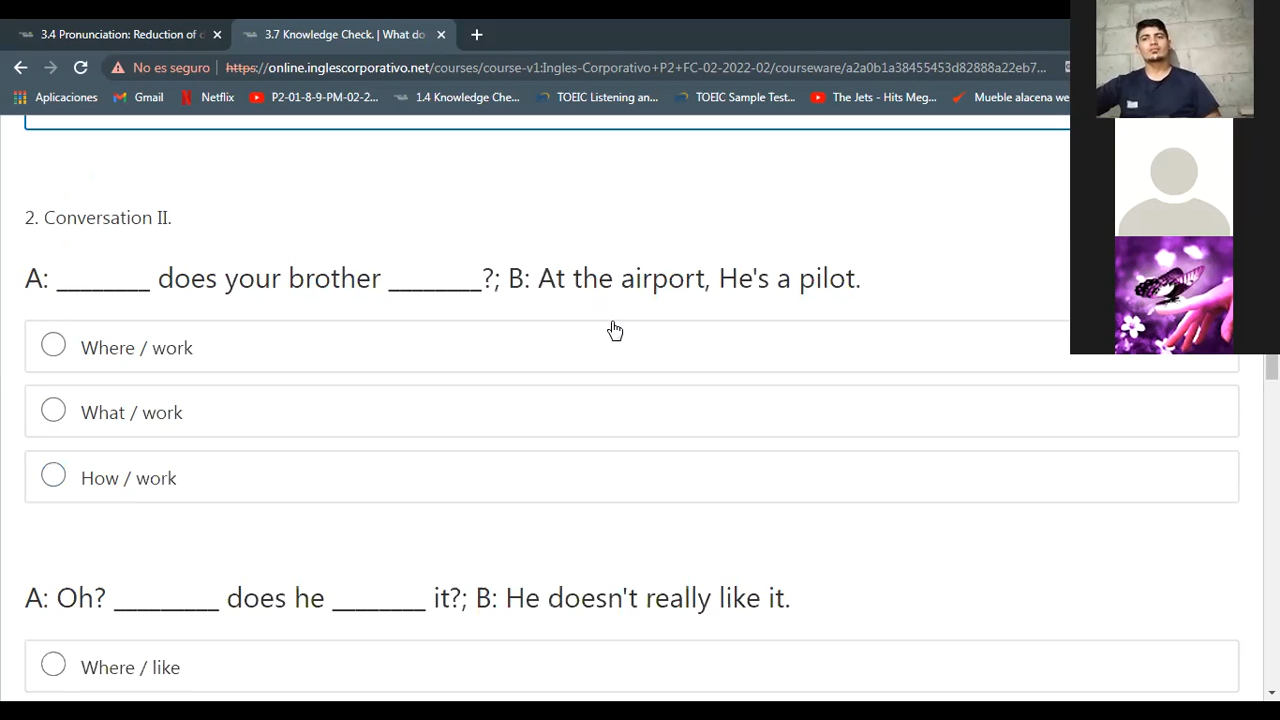 3.4 Pronunciation: Reduction of d
3.7 Knowledge Check. | What do
No es seguro
https://online.inglescorporativo.net/courses/course-v1:Ingles-Corporativo+P2+FC-02.2022-02/courseware/a2a0b1a38455453d82888a22eb7...
Aplicaciones
Gmail
Netflix
P2-01-8-9-PM-02-2...
1.4 Knowledge Che...
TOEIC Listening an...
TOEIC Sample Test...
The Jets - Hits Meg...
Mueble alacena we
2. Conversation II.
A: ________ does your brother ________?; B: At the airport, He's a pilot.
Where / work
What / work
How / work
A: Oh? _________ does he ________ it?; B: He doesn't really like it.
Where / like